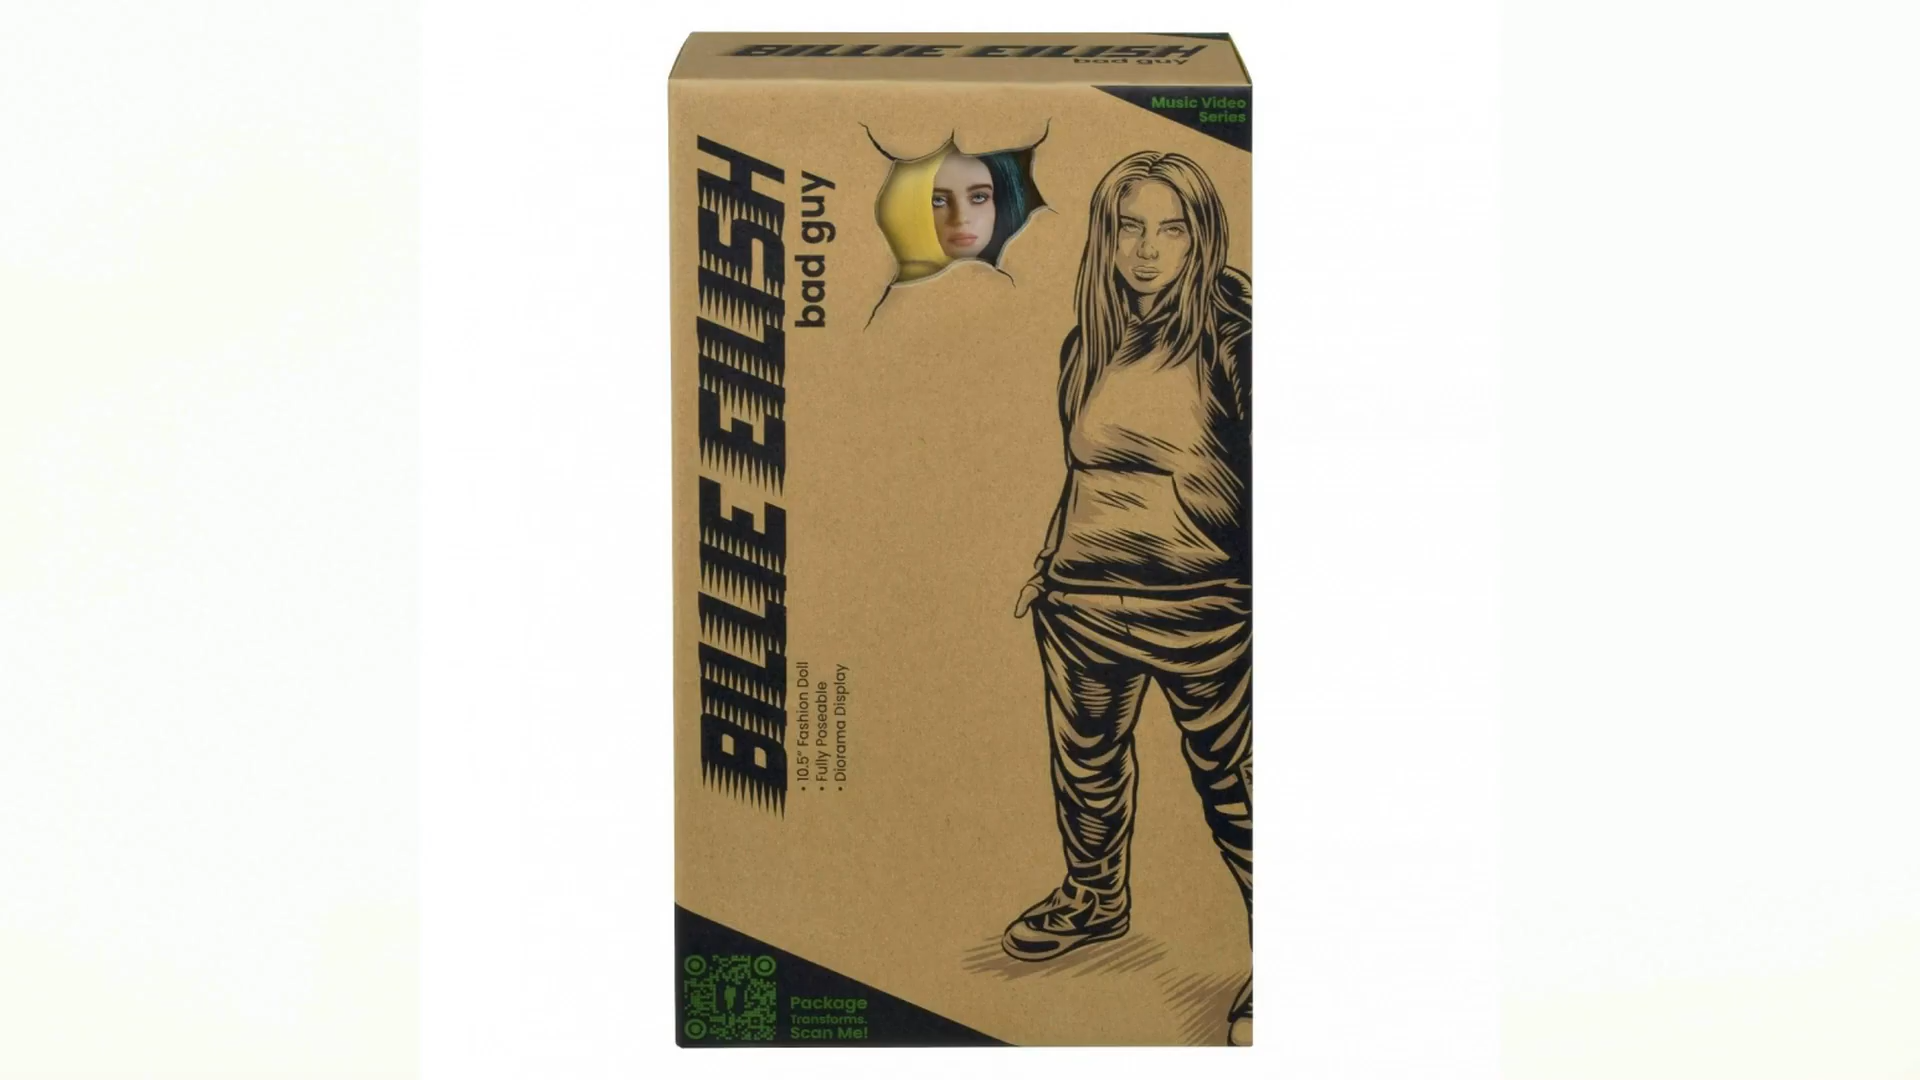 BILLIE EILISH
bad guy
Music Video
Series
BILLIE EILISH
bad guy
• 10.5" Fashion Doll
• Fully Poseable
• Diorama Display
Package
Transforms.
Scan Me!